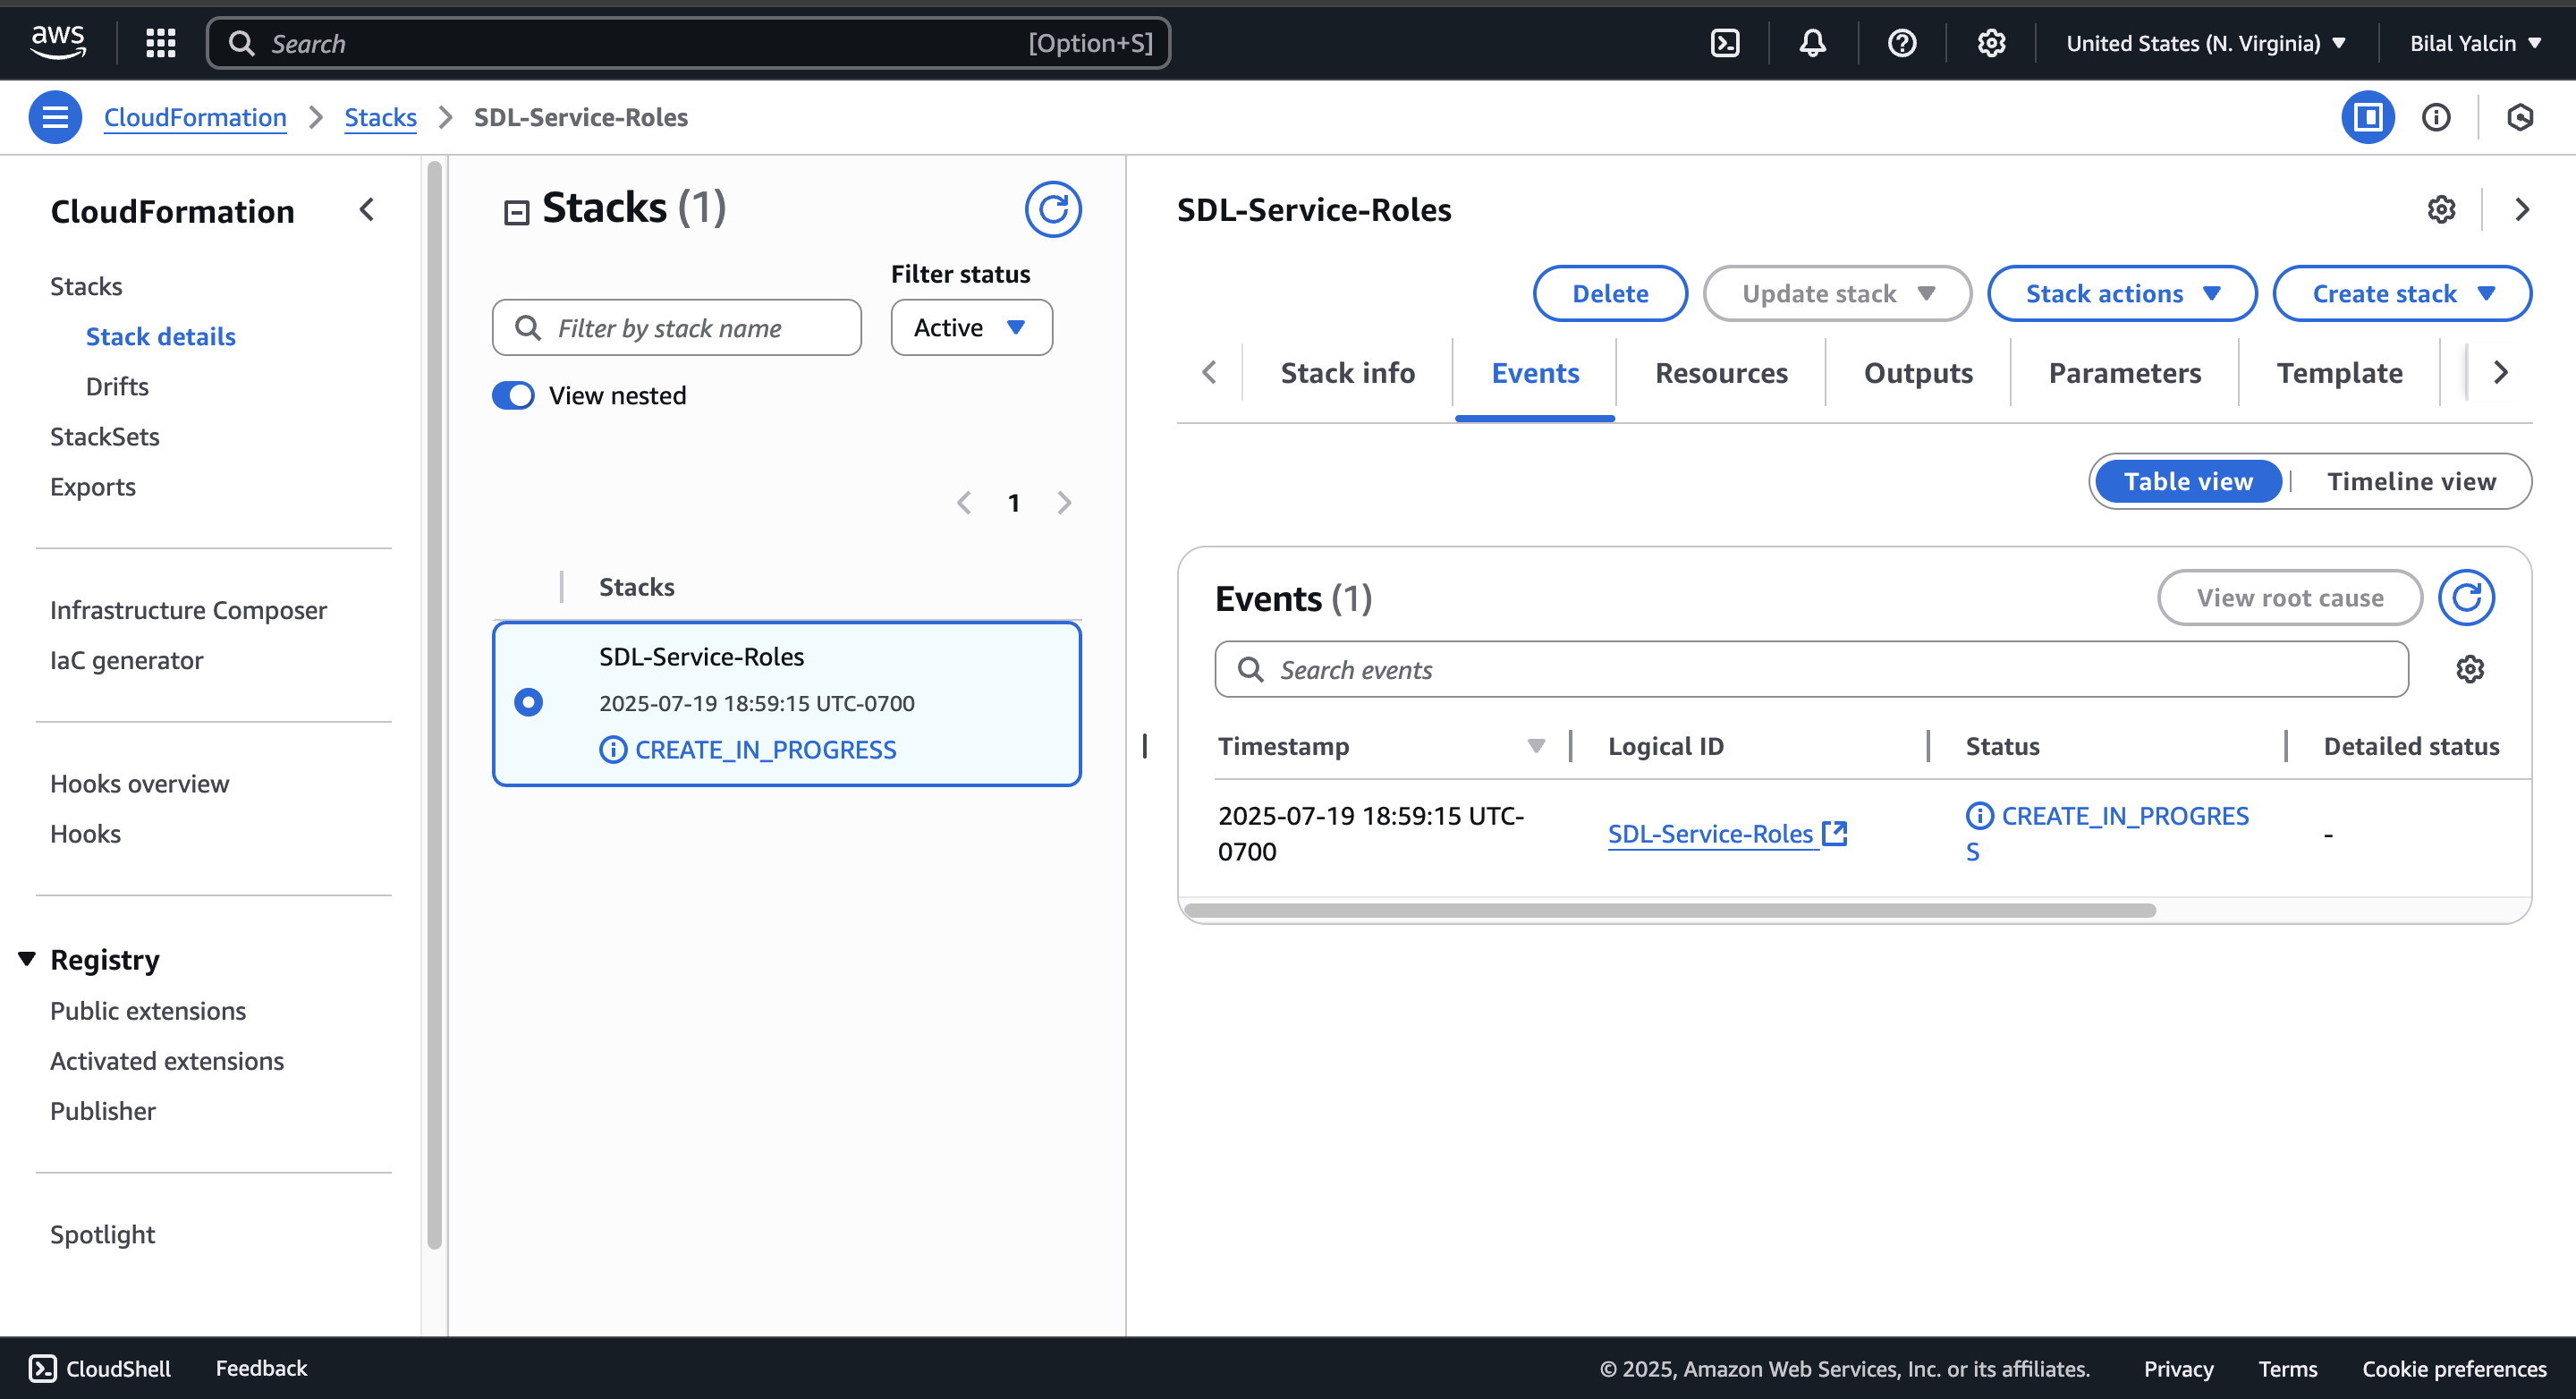 aws
Search
[Option+S]
United States (N. Virginia)
Bilal Yalcin
CloudFormation
Stacks
SDL-Service-Roles
CloudFormation
Stacks
Stack details
Drifts
StackSets
Exports
Infrastructure Composer
IaC generator
Hooks overview
Hooks
Registry
Public extensions
Activated extensions
Publisher
Spotlight
Stacks (1)
Filter status
Filter by stack name
Active
View nested
1
Stacks
SDL-Service-Roles
2025-07-19 18:59:15 UTC-0700
CREATE_IN_PROGRESS
SDL-Service-Roles
Delete
Update stack
Stack actions
Create stack
Stack info
Events
Resources
Outputs
Parameters
Template
Table view
Timeline view
Events (1)
View root cause
Search events
Timestamp
Logical ID
Status
Detailed status
2025-07-19 18:59:15 UTC-
0700
SDL-Service-Roles
CREATE_IN_PROGRES
S
-
CloudShell
Feedback
© 2025, Amazon Web Services, Inc. or its affiliates.
Privacy
Terms
Cookie preferences